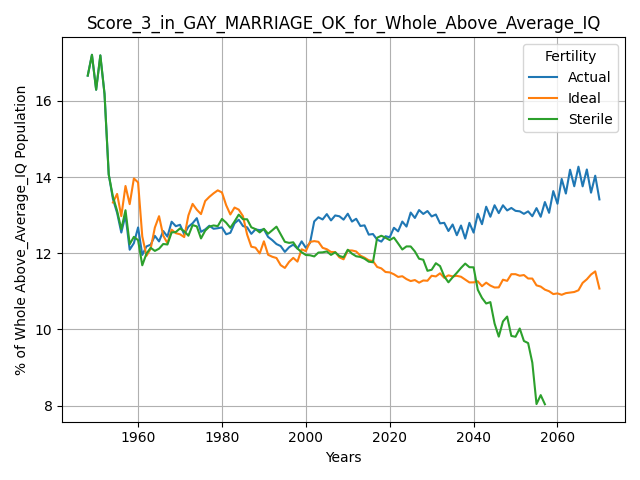 Score_3_in_GAY_MARRIAGE_OK_for_Whole_Above_Average_IQ
Fertility
Actual
Ideal
Sterile
% of Whole Above_Average_IQ Population
16
14
12
10
8
1960
1980
2000
2020
2040
2060
Years